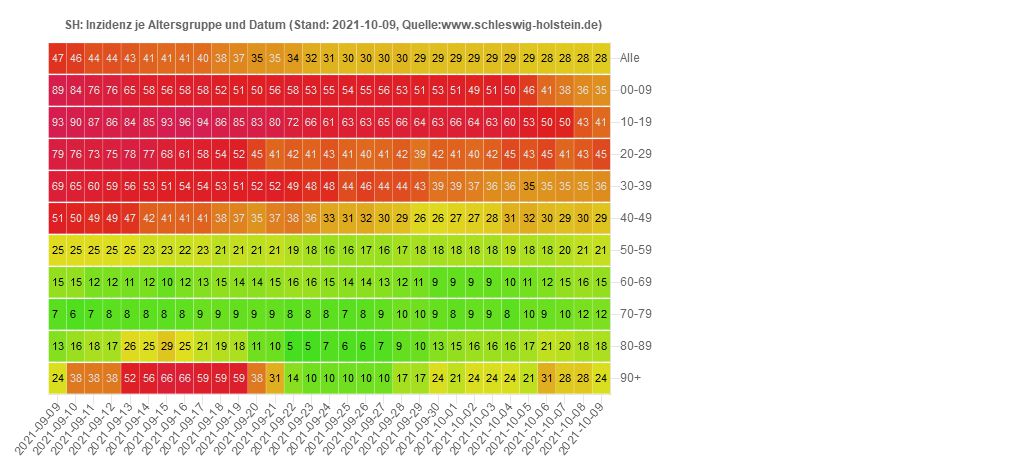 SH: Inzidenz je Altersgruppe und Datum (Stand: 2021-10-09, Quelle:www.schleswig-holstein.de)
47 46 44 44 43 41 41 41 40 38 37 35 35 34 32 31 30 30 30 30 29 29 29 29 29 29 29 28 28 28 28 Alle
89 84 76 76 65 58 56 58 58 52 51 50 56 58 53 55 54 55 56 53 51 53 51 49 51 50 46 41 38 36 35 00-09
93 90 87 86 84 85 93 96 94 86 85 83 80 72 66 61 63 63 65 66 64 63 66 64 63 60 53 50 50 43 41 10-19
79 76 73 75 78 77 68 61 58 54 52 45 41 42 41 43 41 40 41 42 39 42 41 40 42 45 43 45 41 43 45 20-29
69 65 60 59 56 53 51 54 54 53 51 52 52 49 48 48 44 46 44 44 43 39 39 37 36 36 35 35 35 35 36 30-39
51 50 49 49 47 42 41 41 41 38 37 35 37 38 36 33 31 32 30 29 26 26 27 27 28 31 32 30 29 30 29 40-49
25 25 25 25 25 23 23 22 23 21 21 21 21 19 18 16 16 17 16 17 18 18 18 18 18 19 18 18 20 21 21 50-59
15 15 12 12 11 12 10 12 13 15 14 14 15 16 16 15 14 14 13 12 11 9 9 9 9 10 11 12 15 16 15 60-69
7 6 7 8 8 8 8 8 9 9 9 9 9 8 8 8 7 8 9 10 10 9 8 9 9 8 10 9 10 12 12 70-79
13 16 18 17 26 25 29 25 21 19 18 11 10 5 5 7 6 6 7 9 10 13 15 16 16 16 17 21 20 18 18 80-89
24 38 38 38 52 56 66 66 59 59 59 38 31 14 10 10 10 10 10 17 17 24 21 24 24 24 21 31 28 28 24 90+
2021-09-09 2021-09-10 2021-09-11 2021-09-12 2021-09-13 2021-09-14 2021-09-15 2021-09-16 2021-09-17 2021-09-18 2021-09-19 2021-09-20 2021-09-21 2021-09-22 2021-09-23 2021-09-24 2021-09-25 2021-09-26 2021-09-27 2021-09-28 2021-09-29 2021-09-30 2021-10-01 2021-10-02 2021-10-03 2021-10-04 2021-10-05 2021-10-06 2021-10-07 2021-10-08 2021-10-09